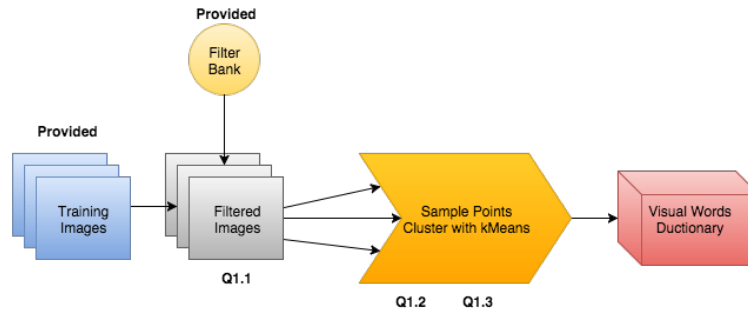 Provided
Filter
Bank
Provided
Training
Images
Filtered
Images
Sample Points
Cluster with kMeans
Visual Words
Ductionary
Q1.1
Q1.2
Q1.3